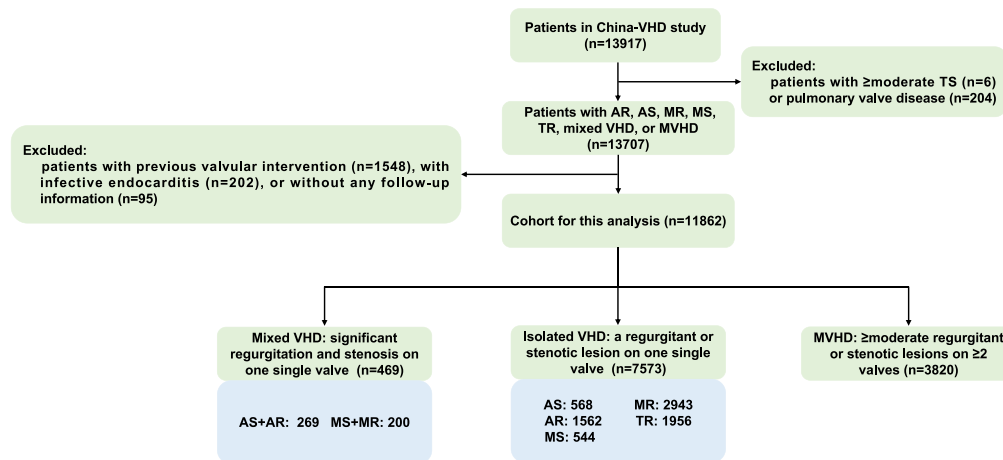 Patients in China-VHD study
(n=13917)
Excluded:
patients with ≥moderate TS (n=6)
or pulmonary valve disease (n=204)
Patients with AR, AS, MR, MS,
TR, mixed VHD, or MVHD
(n=13707)
Excluded:
patients with previous valvular intervention (n=1548), with
infective endocarditis (n=202), or without any follow-up
information (n=95)
Cohort for this analysis (n=11862)
Mixed VHD: significant
regurgitation and stenosis on
one single valve (n=469)
Isolated VHD: a regurgitant or
stenotic lesion on one single
valve (n=7573)
MVHD: ≥moderate regurgitant
or stenotic lesions on ≥2
valves (n=3820)
AS+AR: 269 MS+MR: 200
AS: 568 MR: 2943
AR: 1562 TR: 1956
MS: 544